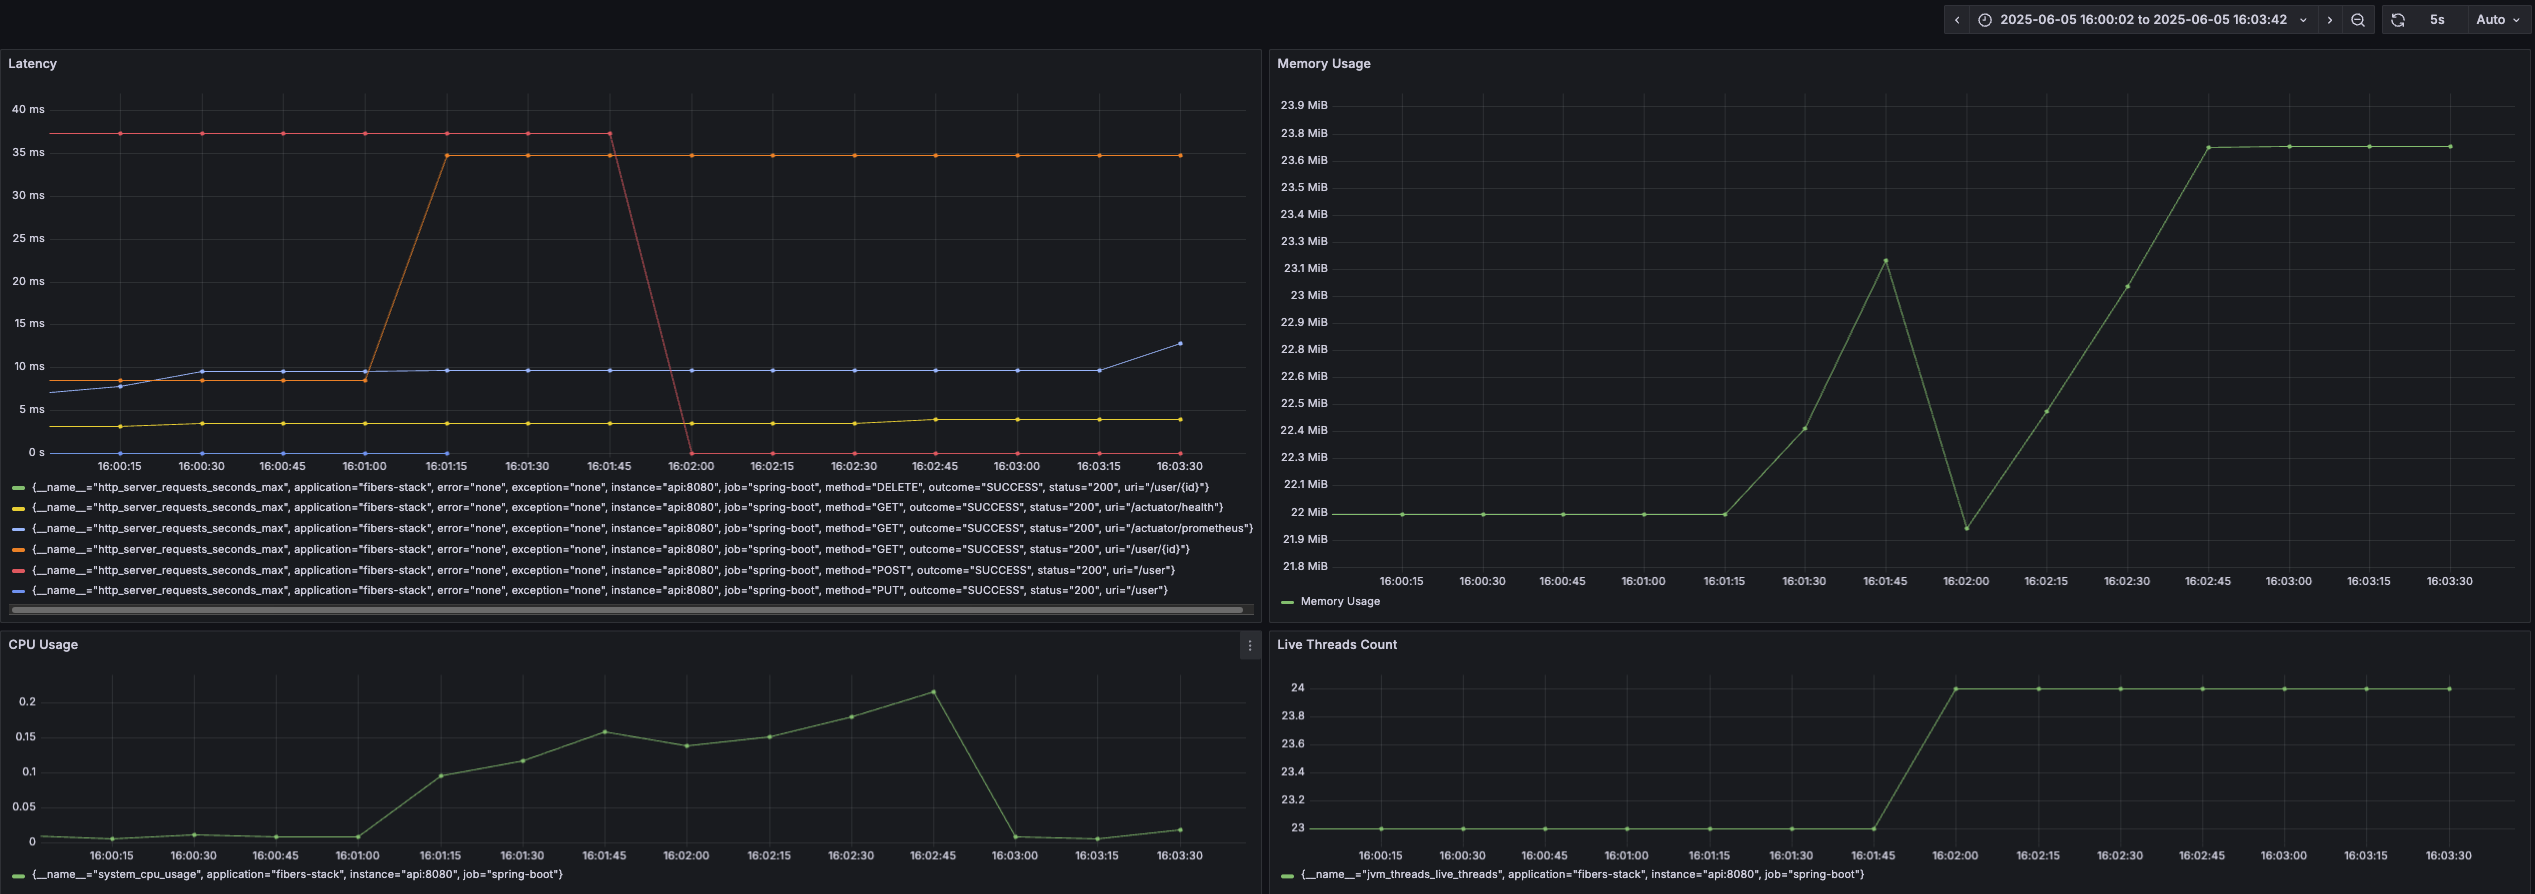 2025-06-05 16:00:02 to 2025-06-05 16:03:42
5s
Auto
Latency
40 ms
35 ms
30 ms
25 ms
20 ms
15 ms
10 ms
5 ms
0 s
16:00:15 16:00:30 16:00:45 16:01:00 16:01:15 16:01:30 16:01:45 16:02:00 16:02:15 16:02:30 16:02:45 16:03:00 16:03:15 16:03:30
{__name__="http_server_requests_seconds_max", application="fibers-stack", error="none", exception="none", instance="api:8080", job="spring-boot", method="DELETE", outcome="SUCCESS", status="200", uri="/user/{id}"}
{__name__="http_server_requests_seconds_max", application="fibers-stack", error="none", exception="none", instance="api:8080", job="spring-boot", method="GET", outcome="SUCCESS", status="200", uri="/actuator/health"}
{__name__="http_server_requests_seconds_max", application="fibers-stack", error="none", exception="none", instance="api:8080", job="spring-boot", method="GET", outcome="SUCCESS", status="200", uri="/actuator/prometheus"}
{__name__="http_server_requests_seconds_max", application="fibers-stack", error="none", exception="none", instance="api:8080", job="spring-boot", method="GET", outcome="SUCCESS", status="200", uri="/user/{id}"}
{__name__="http_server_requests_seconds_max", application="fibers-stack", error="none", exception="none", instance="api:8080", job="spring-boot", method="POST", outcome="SUCCESS", status="200", uri="/user"}
{__name__="http_server_requests_seconds_max", application="fibers-stack", error="none", exception="none", instance="api:8080", job="spring-boot", method="PUT", outcome="SUCCESS", status="200", uri="/user"}
Memory Usage
23.9 MiB
23.8 MiB
23.6 MiB
23.5 MiB
23.4 MiB
23.3 MiB
23.1 MiB
23 MiB
22.9 MiB
22.8 MiB
22.6 MiB
22.5 MiB
22.4 MiB
22.3 MiB
22.1 MiB
22 MiB
21.9 MiB
21.8 MiB
16:00:15 16:00:30 16:00:45 16:01:00 16:01:15 16:01:30 16:01:45 16:02:00 16:02:15 16:02:30 16:02:45 16:03:00 16:03:15 16:03:30
Memory Usage
CPU Usage
0.2
0.15
0.1
0.05
0
16:00:15 16:00:30 16:00:45 16:01:00 16:01:15 16:01:30 16:01:45 16:02:00 16:02:15 16:02:30 16:02:45 16:03:00 16:03:15 16:03:30
{__name__="system_cpu_usage", application="fibers-stack", instance="api:8080", job="spring-boot"}
Live Threads Count
24
23.8
23.6
23.4
23.2
23
16:00:15 16:00:30 16:00:45 16:01:00 16:01:15 16:01:30 16:01:45 16:02:00 16:02:15 16:02:30 16:02:45 16:03:00 16:03:15 16:03:30
{__name__="jvm_threads_live_threads", application="fibers-stack", instance="api:8080", job="spring-boot"}